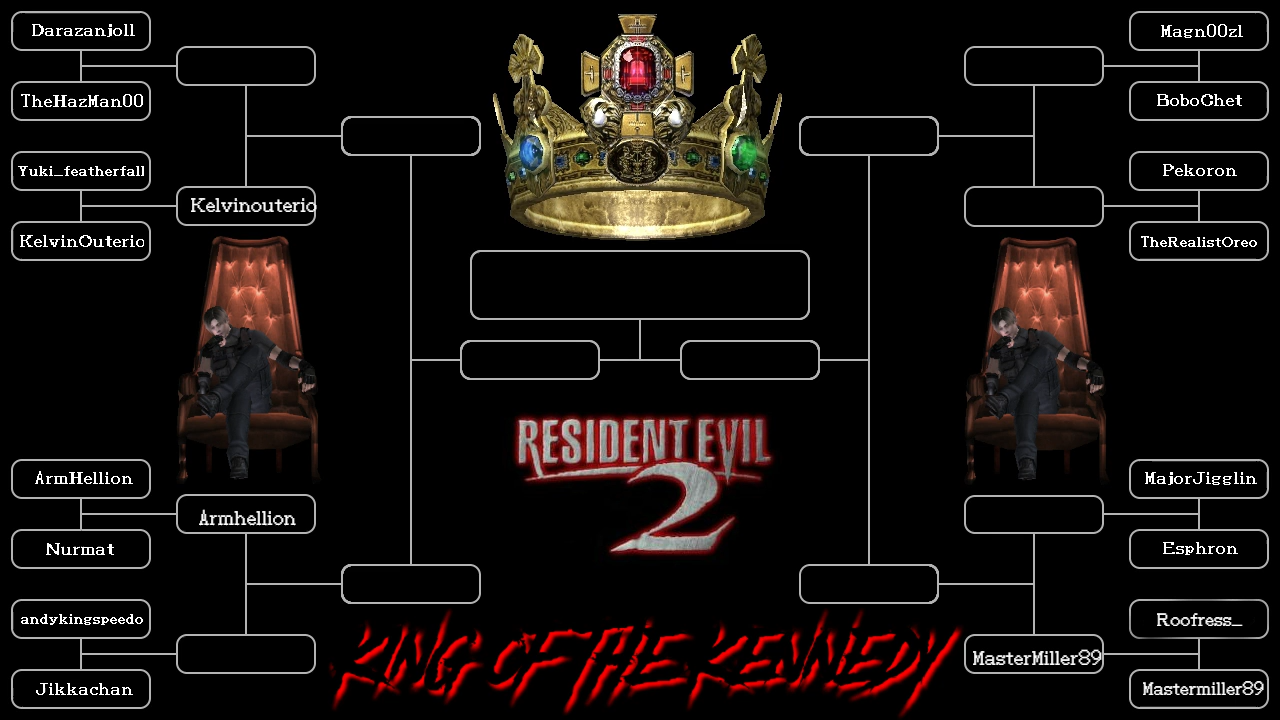 Darazanjoll
TheHazMan00
Yuki_featherfall
KelvinOuterio
Kelvinouterio
ArmHellion
Nurmat
Armhellion
andykingspeedo
Jikkachan
RESIDENT EVIL
2
KING OF THE KENNEDY
Magn00zl
BoboChet
Pekoron
TheRealistOreo
MajorJigglin
Esphron
Roofress_
Mastermiller89
MasterMiller89